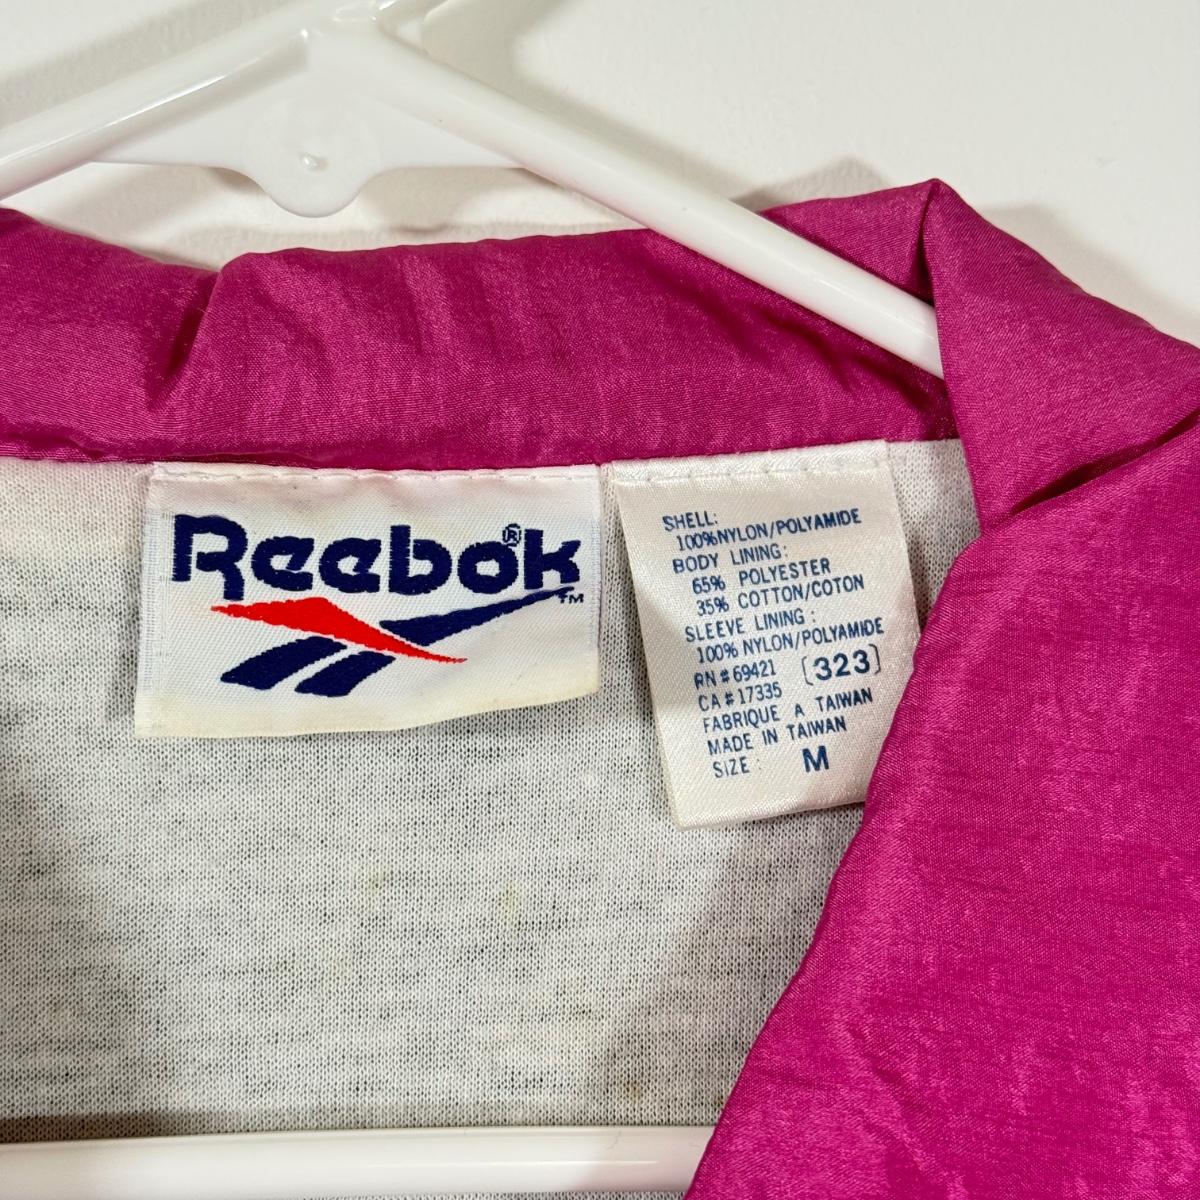 Reebok®
TM
SHELL:
100%NYLON/POLYAMIDE
BODY LINING:
65% POLYESTER
35% COTTON/COTON
SLEEVE LINING:
100% NYLON/POLYAMIDE
RN # 69421 [323]
CA # 17335
FABRIQUE A TAIWAN
MADE IN TAIWAN
SIZE: M